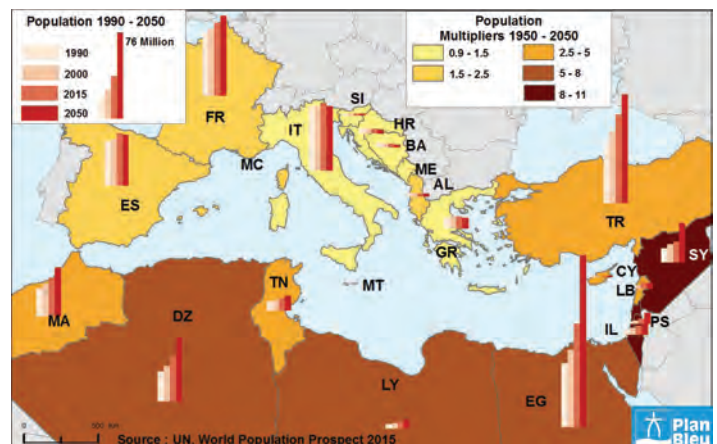 Population 1990 - 2050
1990
76 Million
2000
2015
2050
Population
Multipliers 1950 - 2050
0.9 - 1.5
2.5 - 5
1.5 - 2.5
5 - 8
8 - 11
FR
SI
IT
HR
BA
MC
ME
ES
AL
TR
GR
SY
CY
TN
MT
LB
MA
DZ
IL
PS
LY
EG
0
500 Km
Source : UN, World Population Prospect 2015
Plan
Bleu